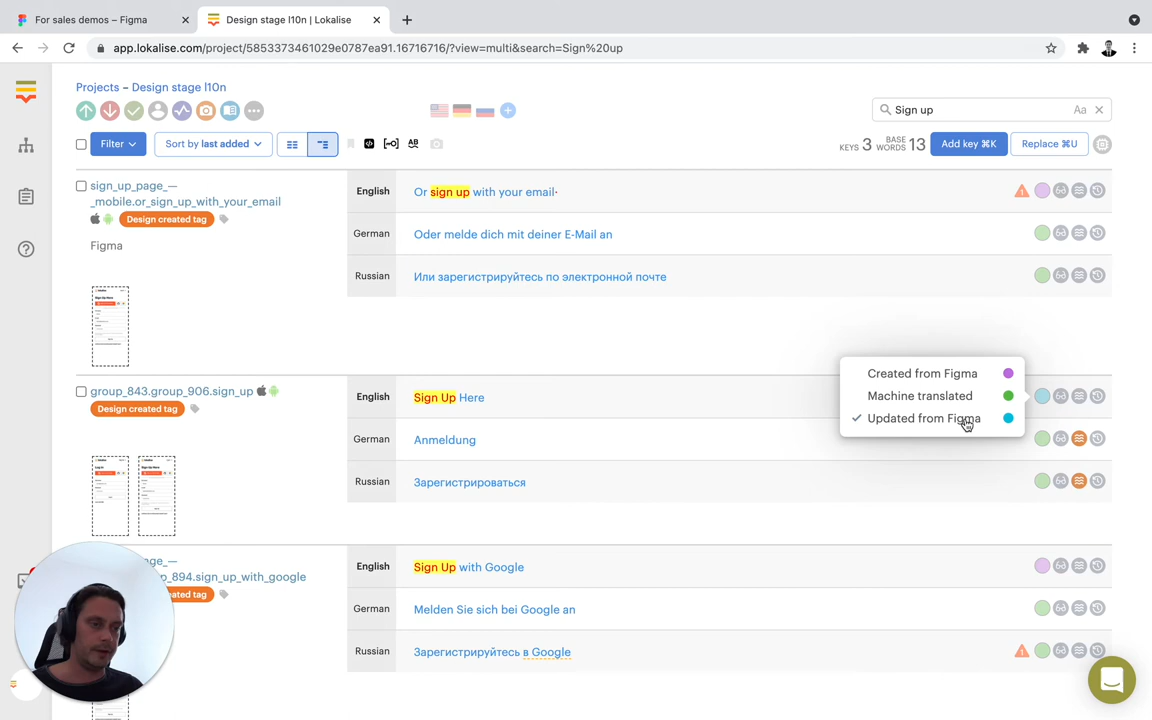 For sales demos – Figma
Design stage l10n | Lokalise
app.lokalise.com/project/5853373461029e0787ea91.16716716/?view=multi&search=Sign%20up
Projects – Design stage l10n
Sign up
Aa
Filter
Sort by last added
KEYS 3 BASE WORDS 13
Add key ⌘K
Replace ⌘U
sign_up_page_—
_mobile.or_sign_up_with_your_email
Design created tag
Figma
English
Or sign up with your email·
German
Oder melde dich mit deiner E-Mail an
Russian
Или зарегистрируйтесь по электронной почте
group_843.group_906.sign_up
Design created tag
English
Sign Up Here
German
Anmeldung
Russian
Зарегистрироваться
Created from Figma
Machine translated
Updated from Figma
age_—
_894.sign_up_with_google
eated tag
English
Sign Up with Google
German
Melden Sie sich bei Google an
Russian
Зарегистрируйтесь в Google